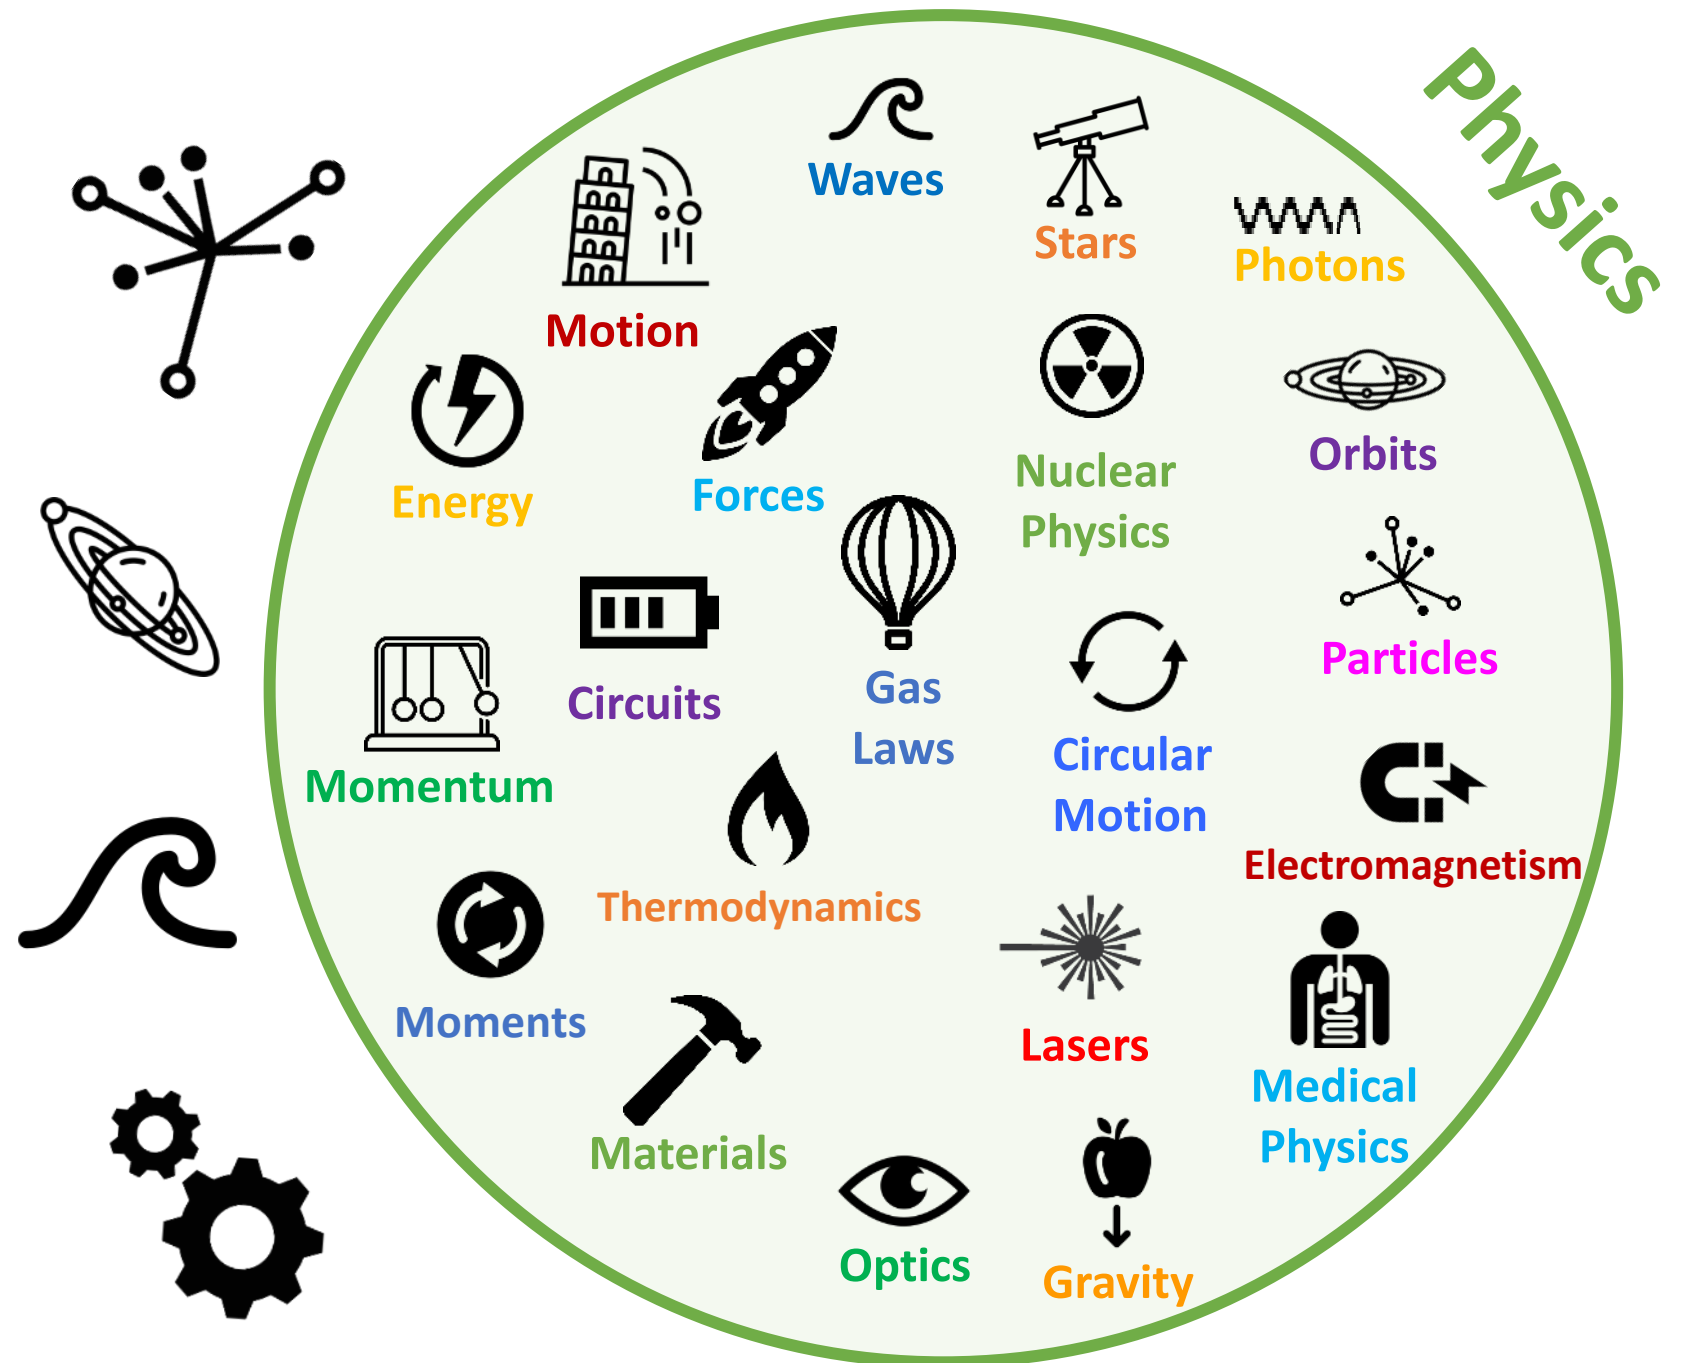 Physics
Waves
Stars
Photons
Motion
Energy
Forces
Nuclear
Physics
Orbits
Circuits
Gas
Laws
Particles
Momentum
Circular
Motion
Electromagnetism
Thermodynamics
Moments
Lasers
Medical
Physics
Materials
Optics
Gravity